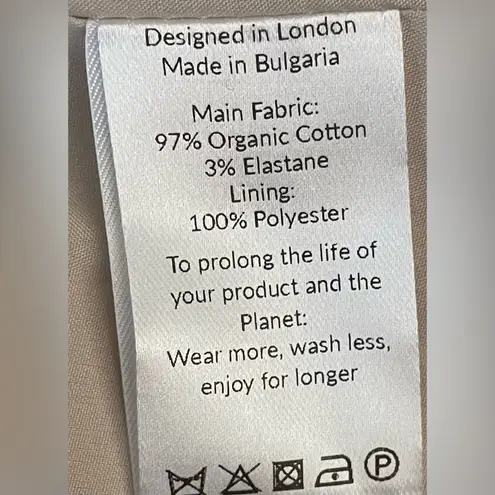 Designed in London
Made in Bulgaria
Main Fabric:
97% Organic Cotton
3% Elastane
Lining:
100% Polyester
To prolong the life of
your product and the
Planet:
Wear more, wash less,
enjoy for longer
P